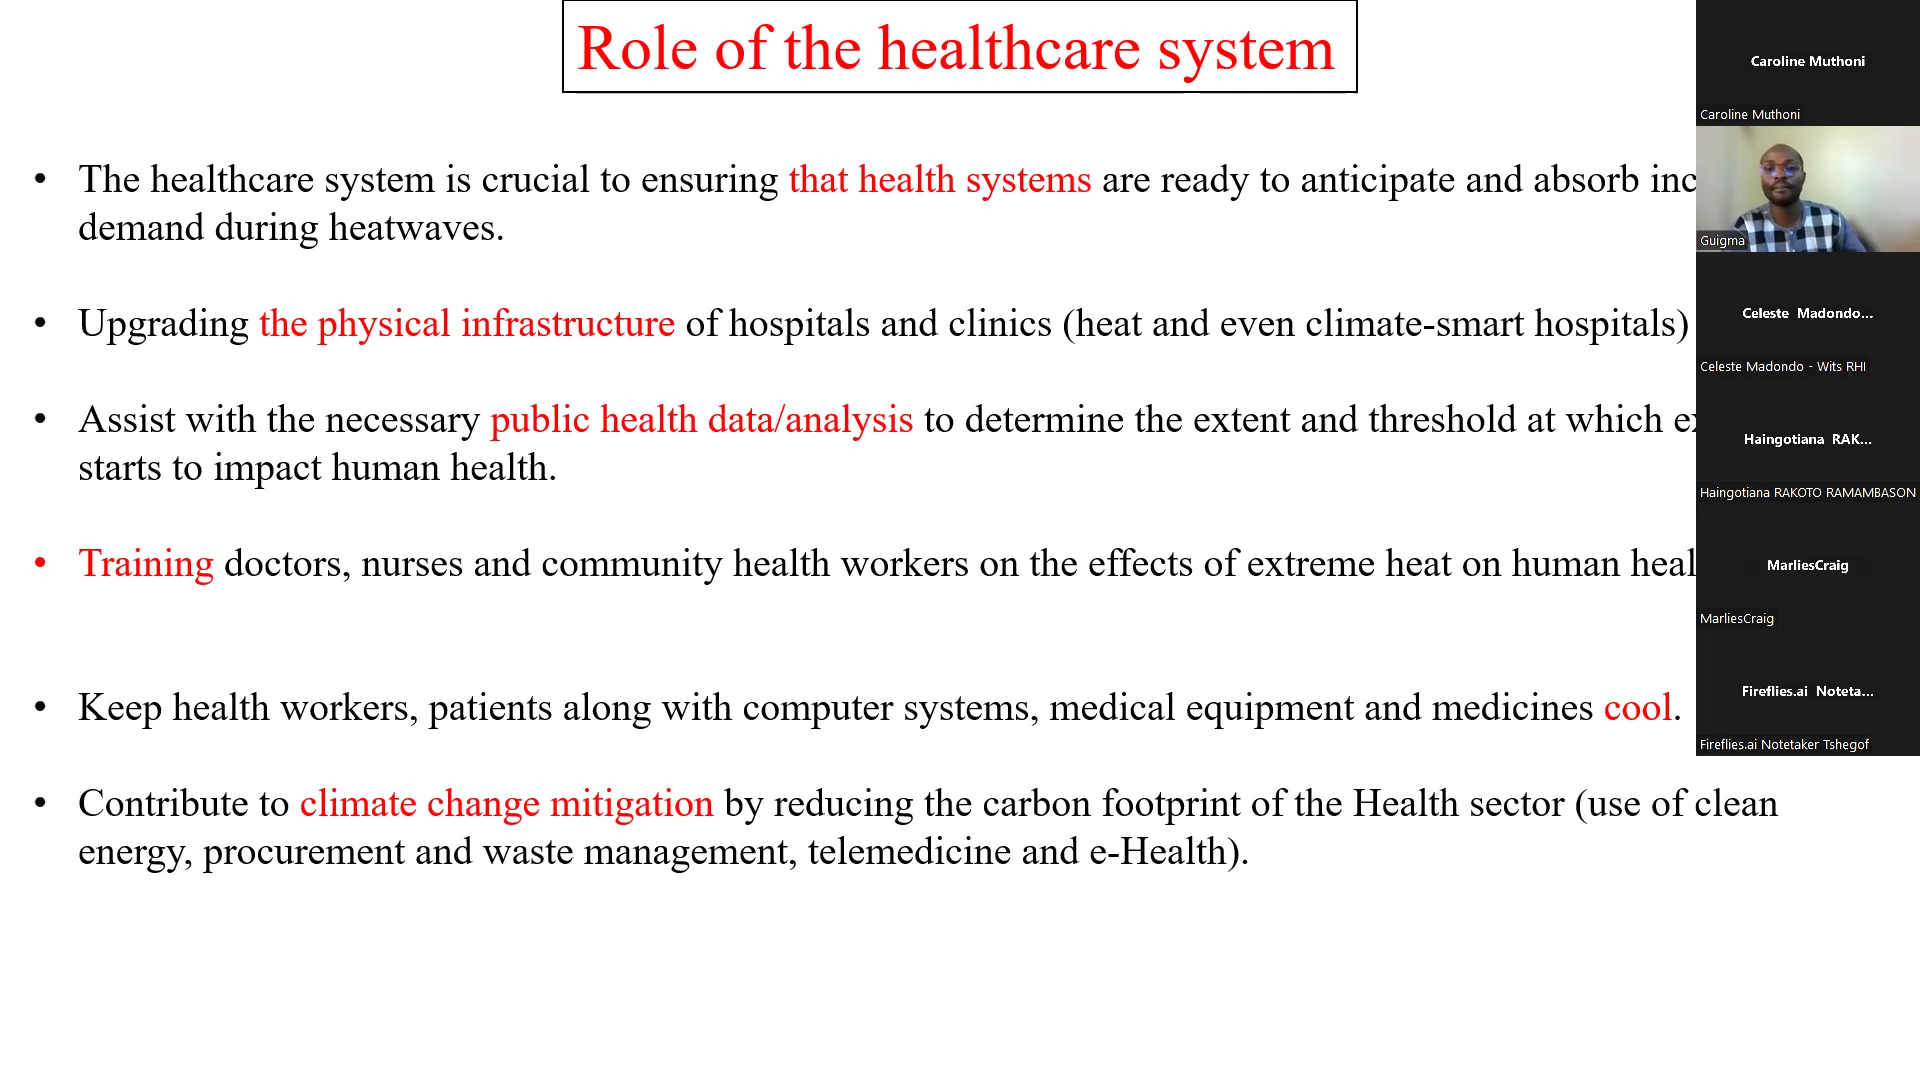 Role of the healthcare system
• The healthcare system is crucial to ensuring that health systems are ready to anticipate and absorb inc
demand during heatwaves.
• Upgrading the physical infrastructure of hospitals and clinics (heat and even climate-smart hospitals)
• Assist with the necessary public health data/analysis to determine the extent and threshold at which
starts to impact human health.
• Training doctors, nurses and community health workers on the effects of extreme heat on human heal
• Keep health workers, patients along with computer systems, medical equipment and medicines cool.
• Contribute to climate change mitigation by reducing the carbon footprint of the Health sector (use of clean
energy, procurement and waste management, telemedicine and e-Health).
Caroline Muthoni
Caroline Muthoni
Guigma
Celeste Madondo...
Celeste Madondo - Wits RHI
Haingotiana RAK...
Haingotiana RAKOTO RAMAMBASON
MarliesCraig
MarliesCraig
Fireflies.ai Noteta...
Fireflies.ai Notetaker Tshegof